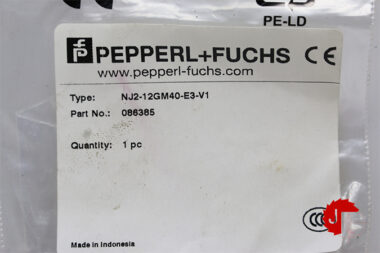 PE-LD
PEPPERL+FUCHS CE
www.pepperl-fuchs.com
Type: NJ2-12GM40-E3-V1
Part No.: 086385
Quantity: 1 pc
Made in Indonesia